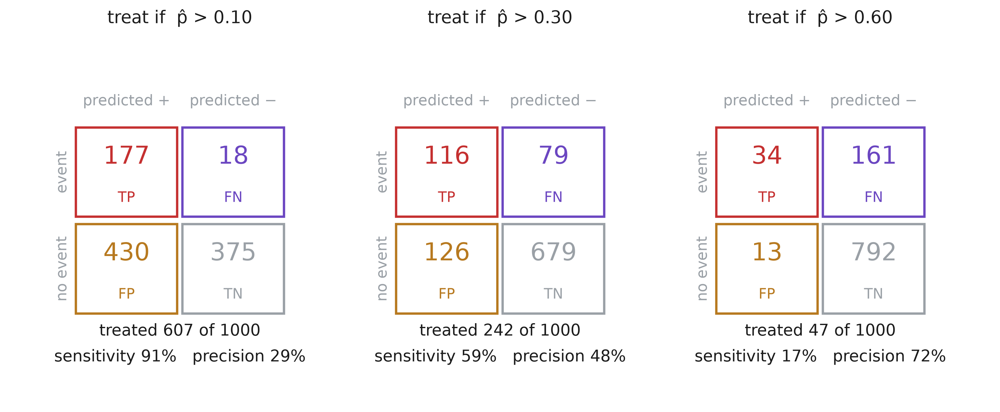 treat if p̂ > 0.10
predicted + predicted −
event
177 18
TP FN
no event
430 375
FP TN
treated 607 of 1000
sensitivity 91% precision 29%
treat if p̂ > 0.30
predicted + predicted −
event
116 79
TP FN
no event
126 679
FP TN
treated 242 of 1000
sensitivity 59% precision 48%
treat if p̂ > 0.60
predicted + predicted −
event
34 161
TP FN
no event
13 792
FP TN
treated 47 of 1000
sensitivity 17% precision 72%